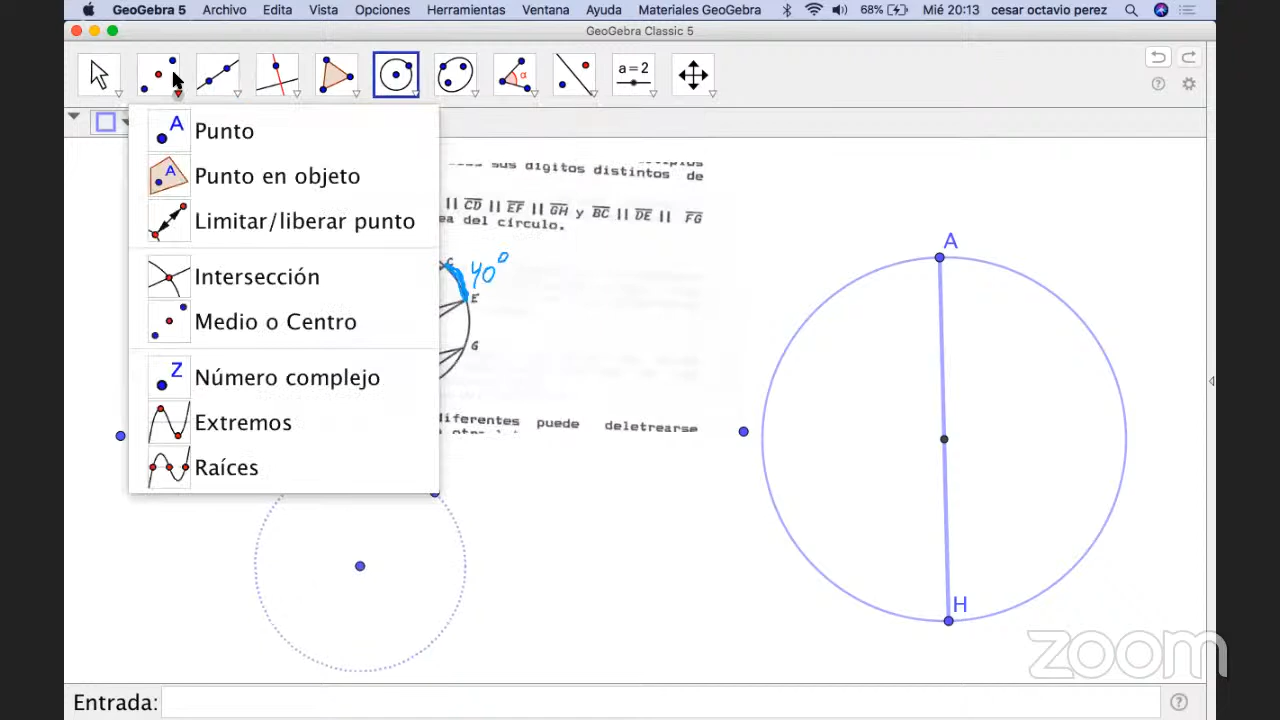 GeoGebra 5 Archivo Edita Vista Opciones Herramientas Ventana Ayuda Materiales GeoGebra 68% Mié 20:13 cesar octavio perez
GeoGebra Classic 5
α
a=2
A Punto
A Punto en objeto
Limitar/liberar punto
Intersección
Medio o Centro
Z Número complejo
Extremos
Raíces
sus dígitos distintos de
|| CD || EF || GH y BC || DE || FG
del círculo.
C
40°
E
G
puede deletrearse
A
H
zoom
Entrada: